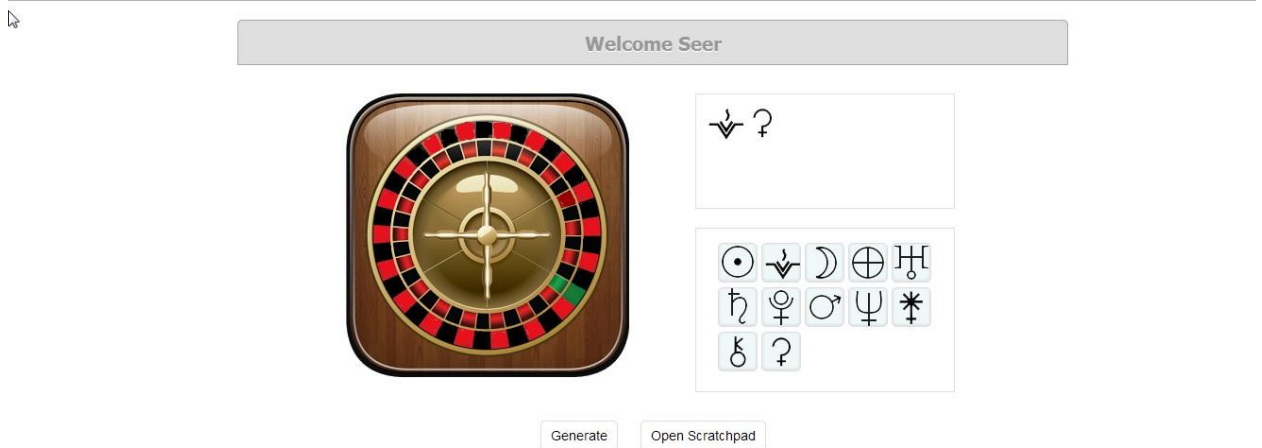 Welcome Seer
⚶ ⚳
☉ ⚶ ☽ ⊕ ♅
♄ ⯓ ♂ ♆ ⚵
⚷ ⚳
Generate
Open Scratchpad